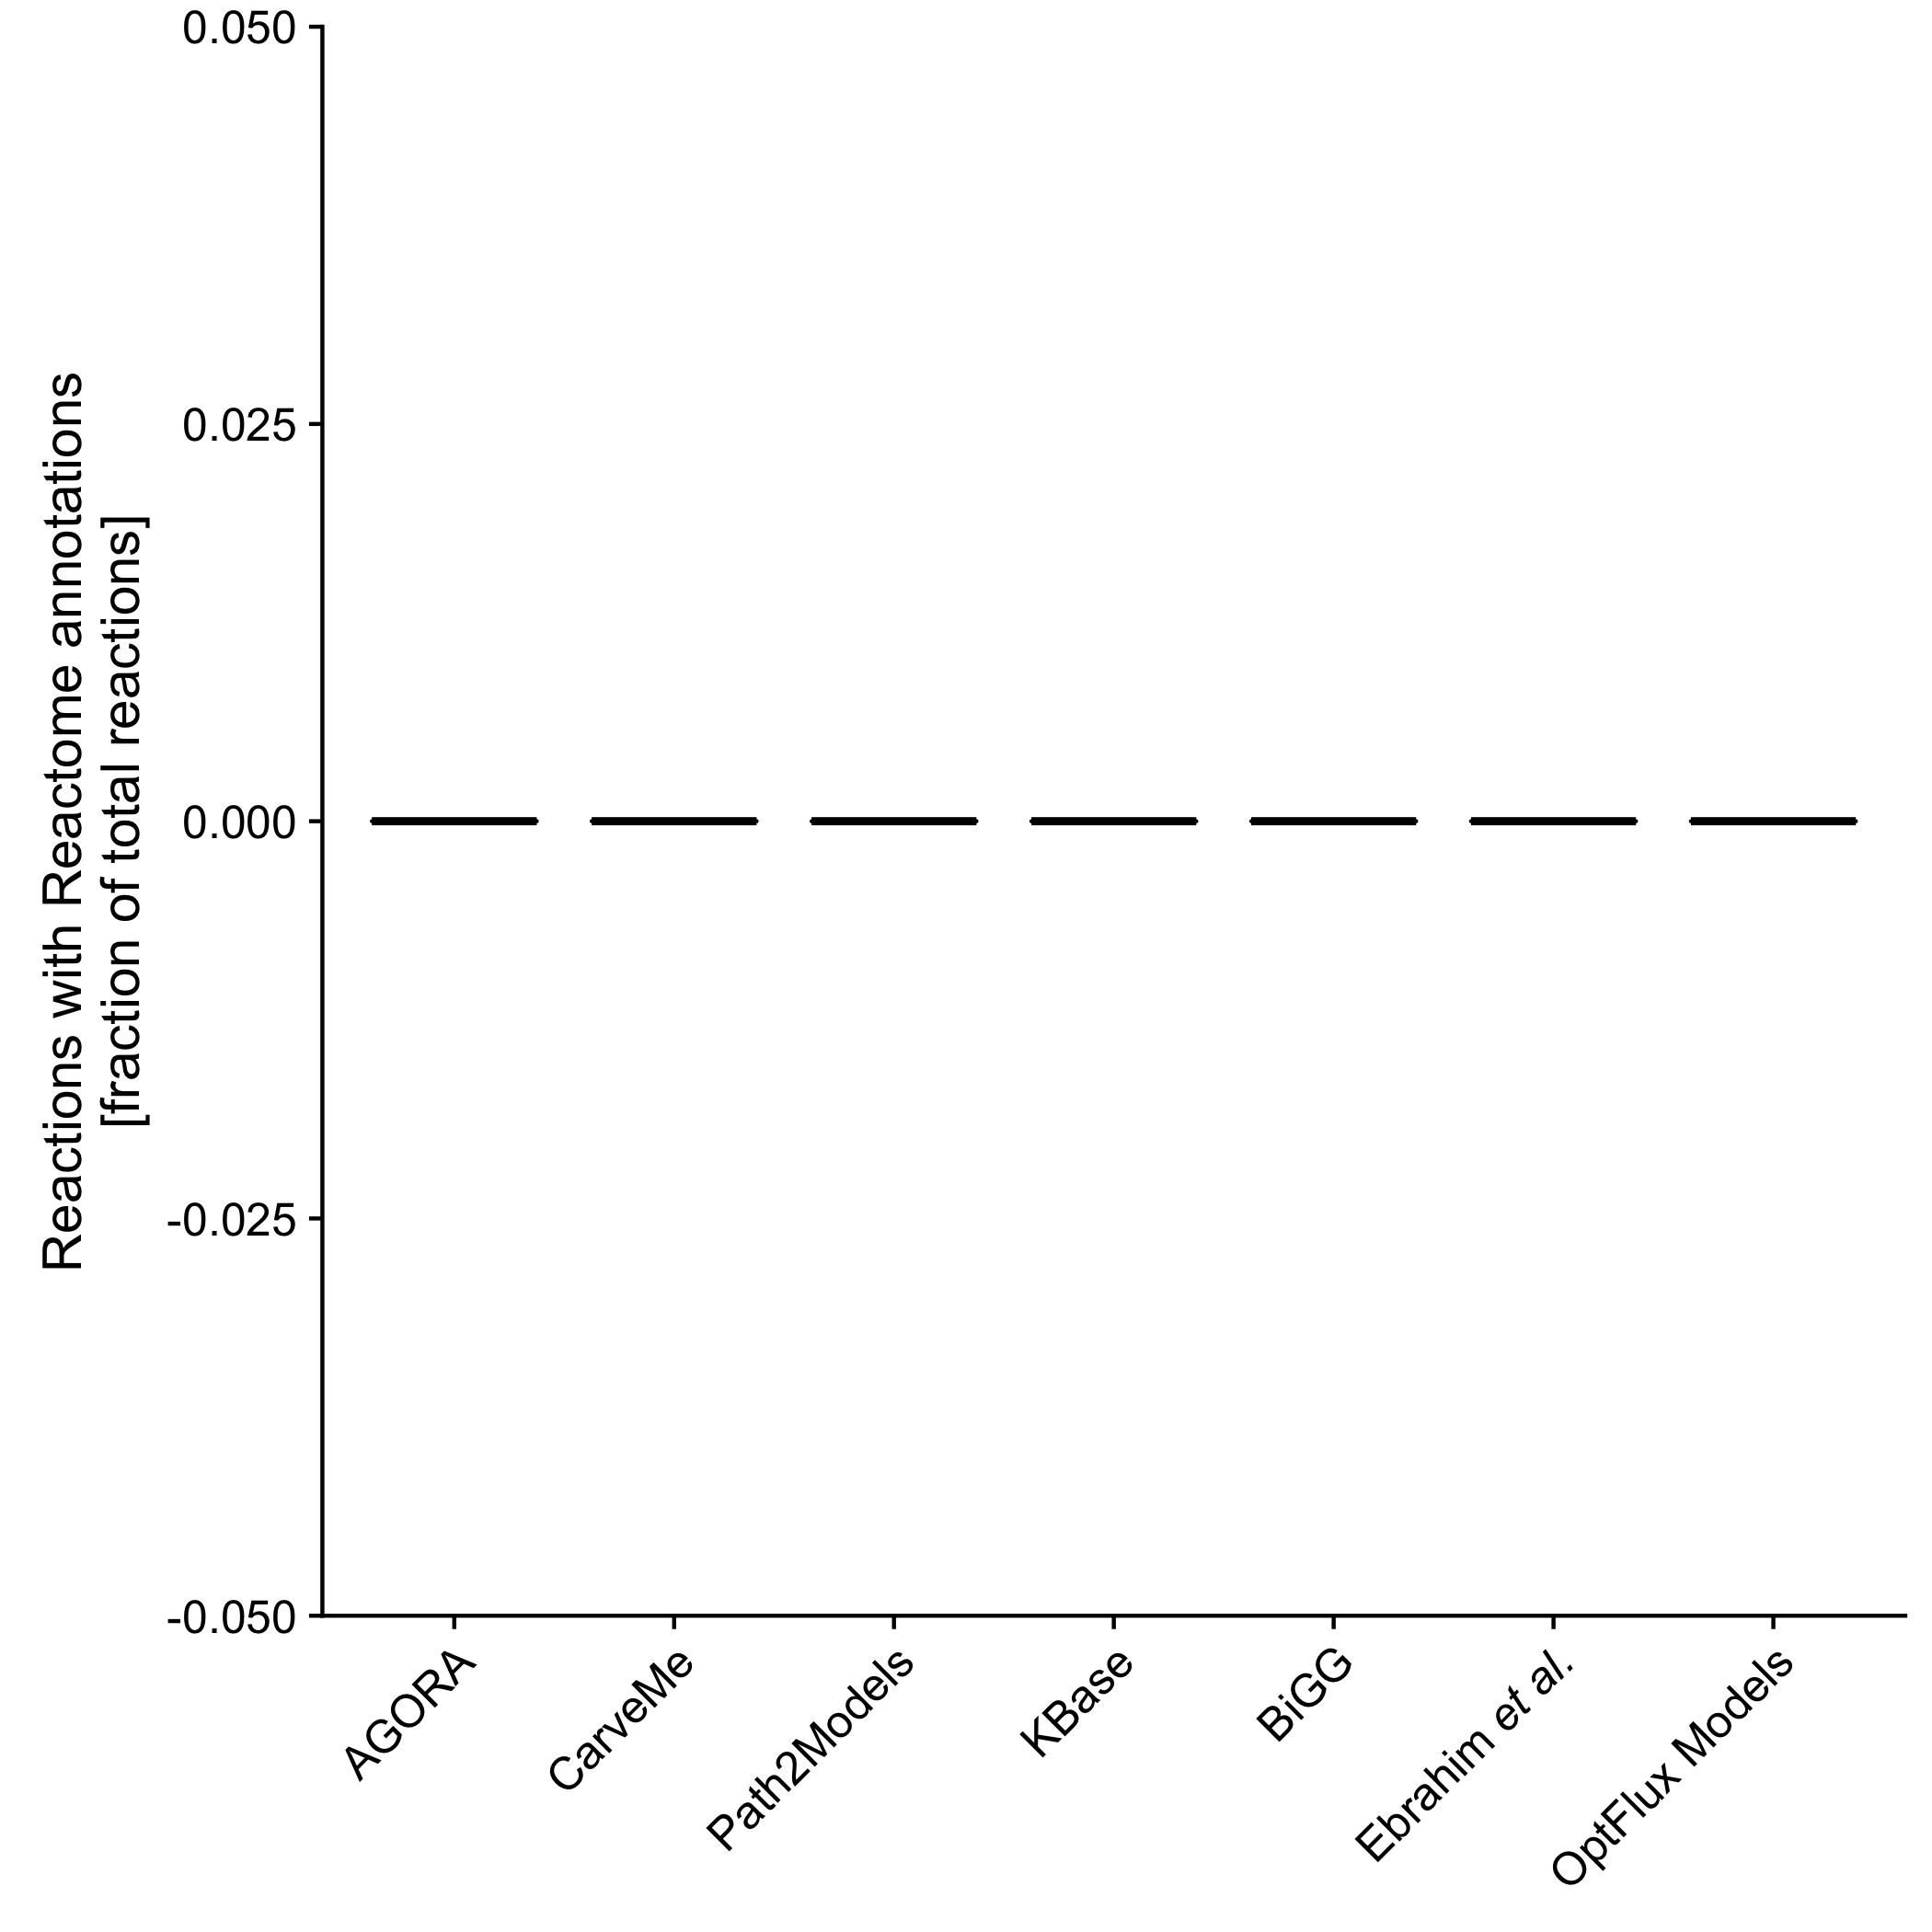 Reactions with Reactome annotations
[fraction of total reactions]
0.050
0.025
0.000
-0.025
-0.050
AGORA
CarveMe
Path2Models
KBase
BiGG
Ebrahim et al.
OptFlux Models